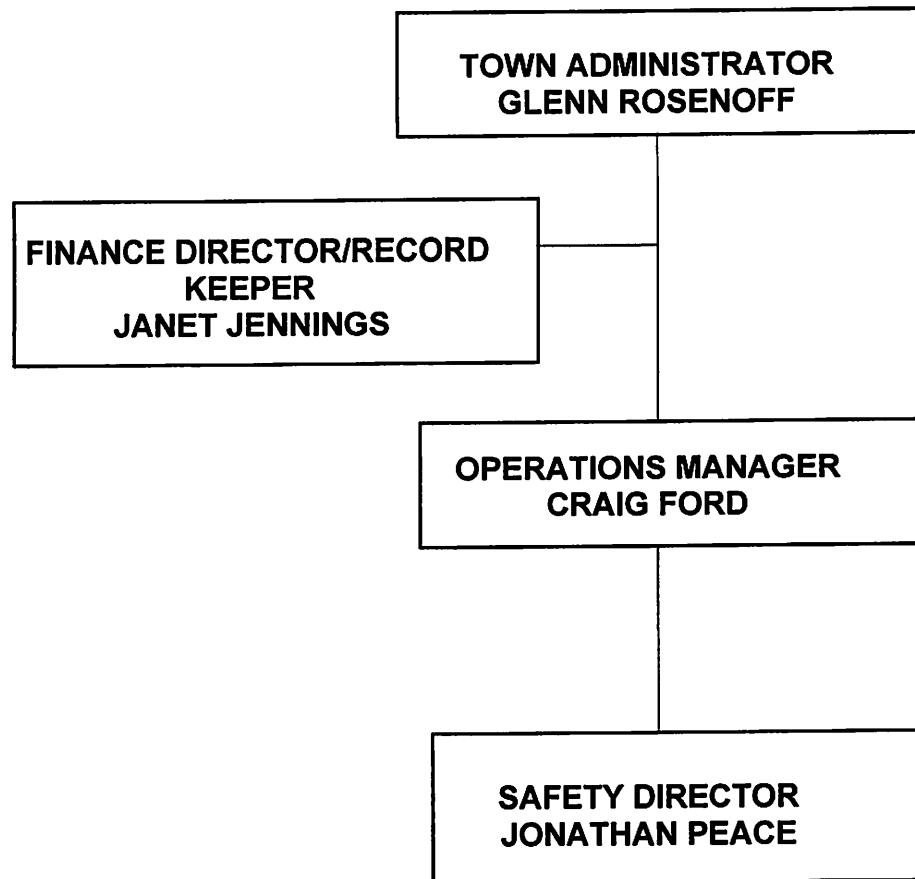 TOWN ADMINISTRATOR
GLENN ROSENOFF
FINANCE DIRECTOR/RECORD
KEEPER
JANET JENNINGS
OPERATIONS MANAGER
CRAIG FORD
SAFETY DIRECTOR
JONATHAN PEACE